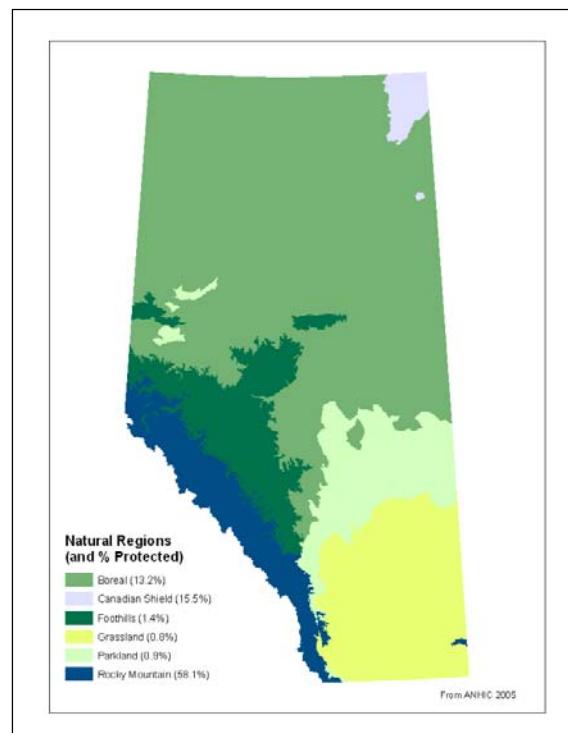 Natural Regions
(and % Protected)
Boreal (13.2%)
Canadian Shield (15.5%)
Foothills (1.4%)
Grassland (0.8%)
Parkland (0.9%)
Rocky Mountain (58.1%)
From ANHIC 2005